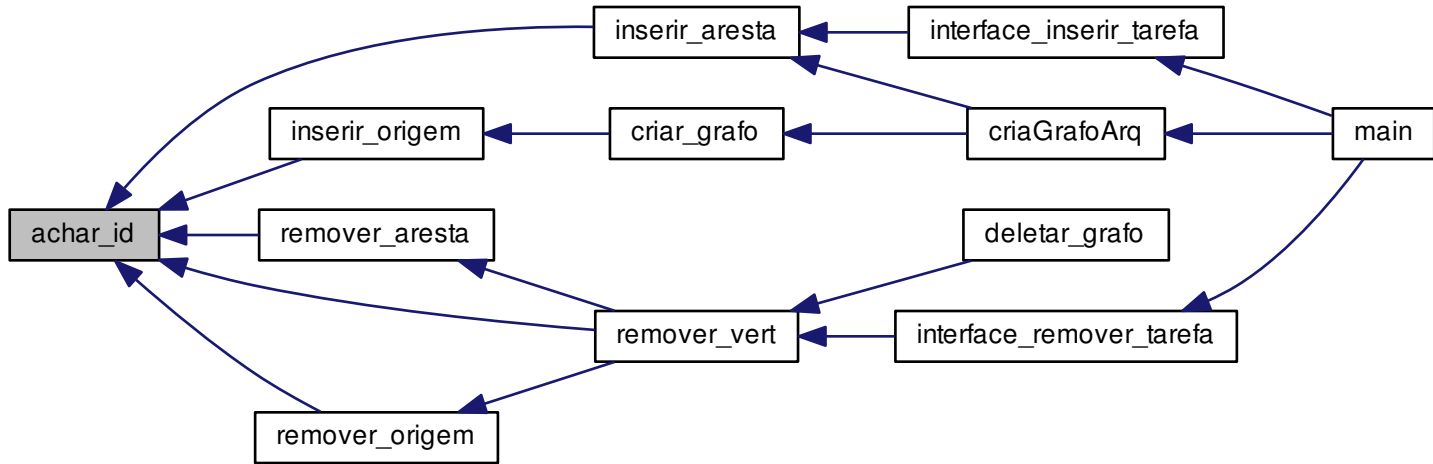 inserir_aresta
interface_inserir_tarefa
inserir_origem
criar_grafo
criaGrafoArq
main
achar_id
remover_aresta
deletar_grafo
remover_vert
interface_remover_tarefa
remover_origem